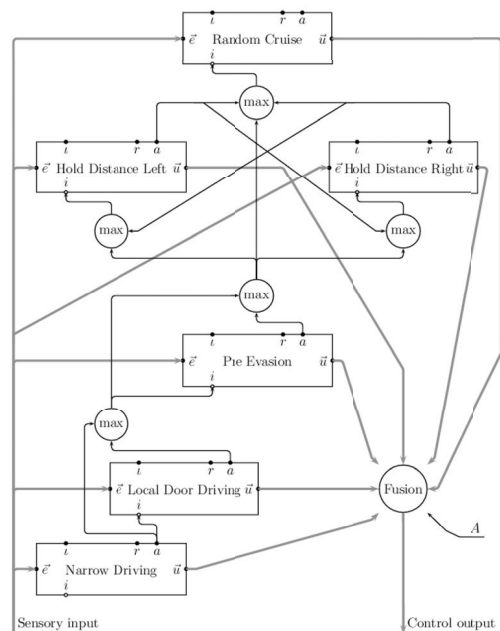 ι r a
e⃗ Random Cruise u⃗
i
max
ι r a ι r a
e⃗ Hold Distance Left u⃗ e⃗ Hold Distance Right u⃗
i i
max max
max
ι r a
e⃗ Pre Evasion u⃗
i
max
ι r a
e⃗ Local Door Driving u⃗ Fusion
i
A
ι r a
e⃗ Narrow Driving u⃗
i
Sensory input Control output